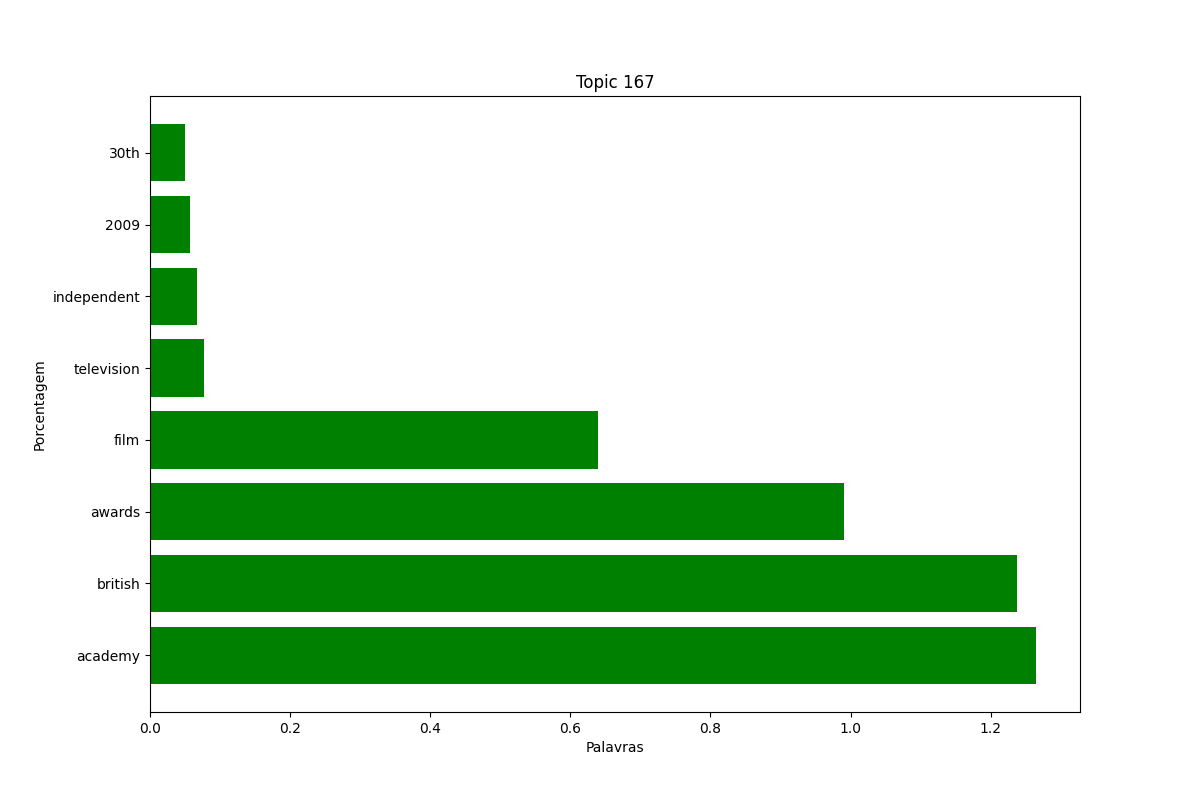 Topic 167
30th
2009
independent
television
film
awards
british
academy
Porcentagem
0.0 0.2 0.4 0.6 0.8 1.0 1.2
Palavras